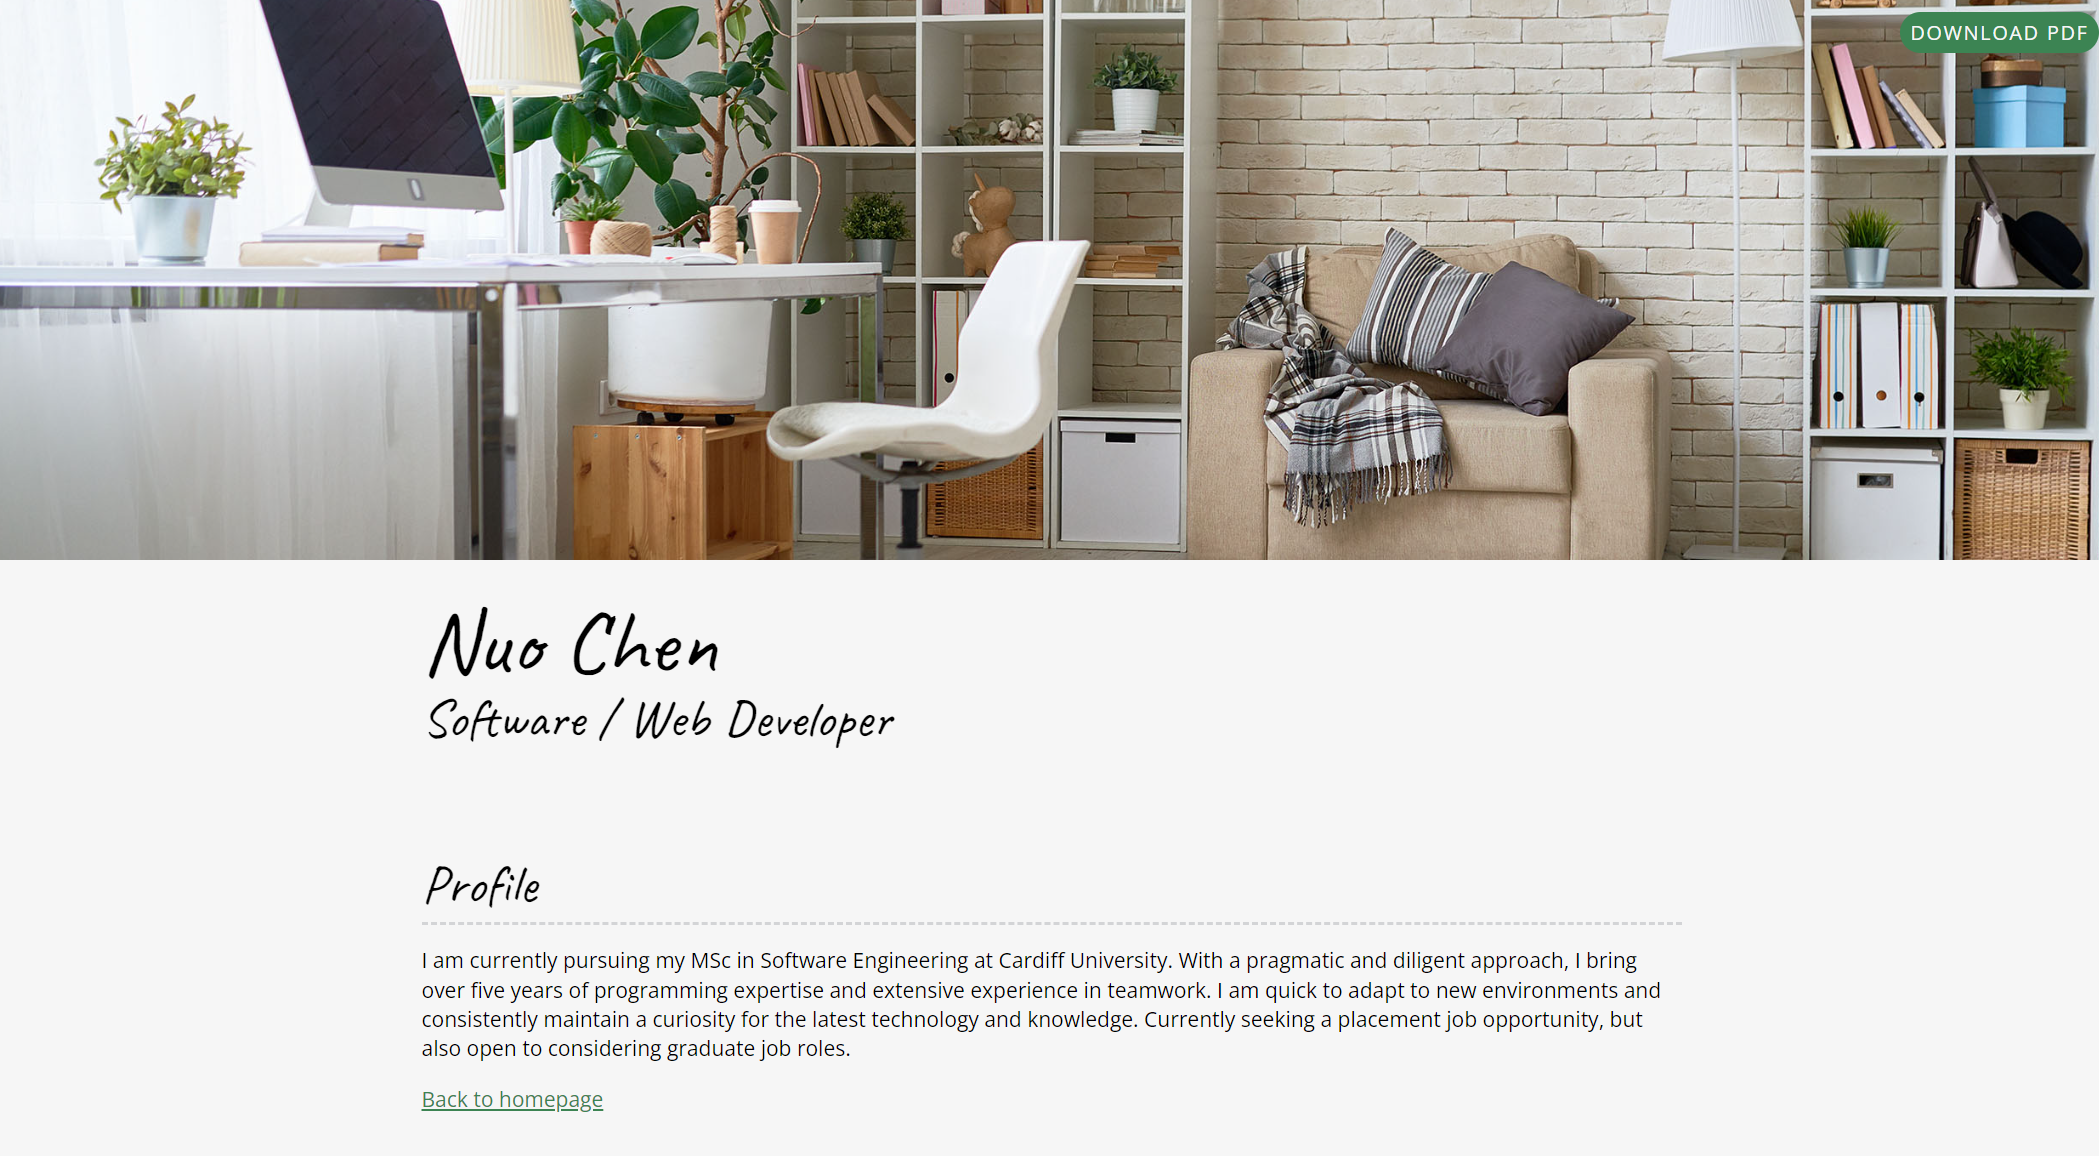 DOWNLOAD PDF
Nuo Chen
Software / Web Developer
Profile
I am currently pursuing my MSc in Software Engineering at Cardiff University. With a pragmatic and diligent approach, I bring
over five years of programming expertise and extensive experience in teamwork. I am quick to adapt to new environments and
consistently maintain a curiosity for the latest technology and knowledge. Currently seeking a placement job opportunity, but
also open to considering graduate job roles.
Back to homepage